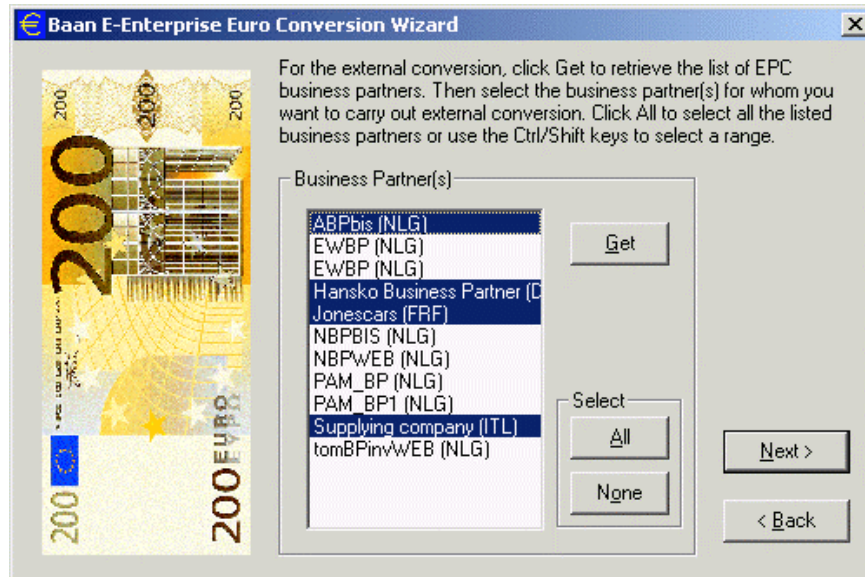 Baan E-Enterprise Euro Conversion Wizard
For the external conversion, click Get to retrieve the list of EPC
business partners. Then select the business partner(s) for whom you
want to carry out external conversion. Click All to select all the listed
business partners or use the Ctrl/Shift keys to select a range.
200
200
200
200
200
200 EURO
ΕΥΡΩ
Business Partner(s)
ABPbis (NLG)
EWBP (NLG)
EWBP (NLG)
Hansko Business Partner (D
Jonescars (FRF)
NBPBIS (NLG)
NBPWEB (NLG)
PAM_BP (NLG)
PAM_BP1 (NLG)
Supplying company (ITL)
tomBPinvWEB (NLG)
Get
Select
All
None
Next >
< Back